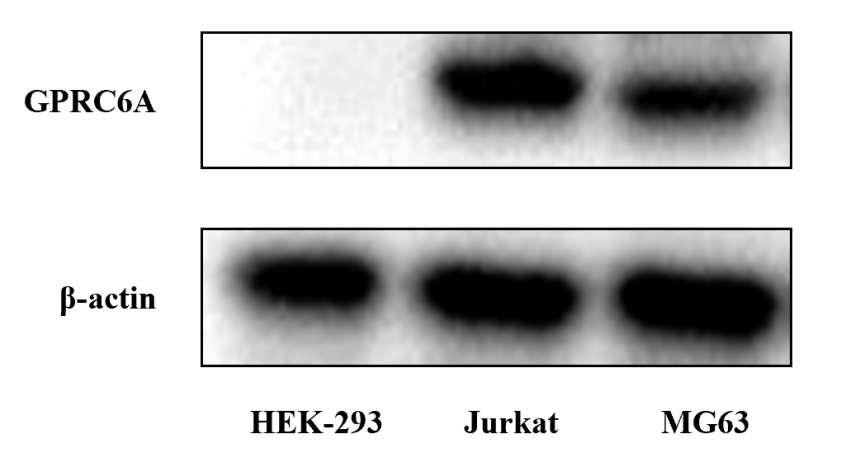 GPRC6A
β-actin
HEK-293 Jurkat MG63